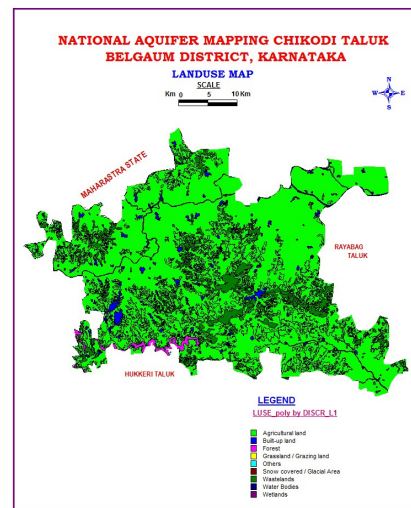 NATIONAL AQUIFER MAPPING CHIKODI TALUK
BELGAUM DISTRICT, KARNATAKA
LANDUSE MAP
SCALE
Km 0 5 10 Km
N
W E
S
MAHARASTRA STATE
RAYABAG
TALUK
HUKKERI TALUK
LEGEND
LUSE_poly by DISCR_L1
Agricultural land
Built-up land
Forest
Grassland / Grazing land
Others
Snow covered / Glacial Area
Wastelands
Water Bodies
Wetlands